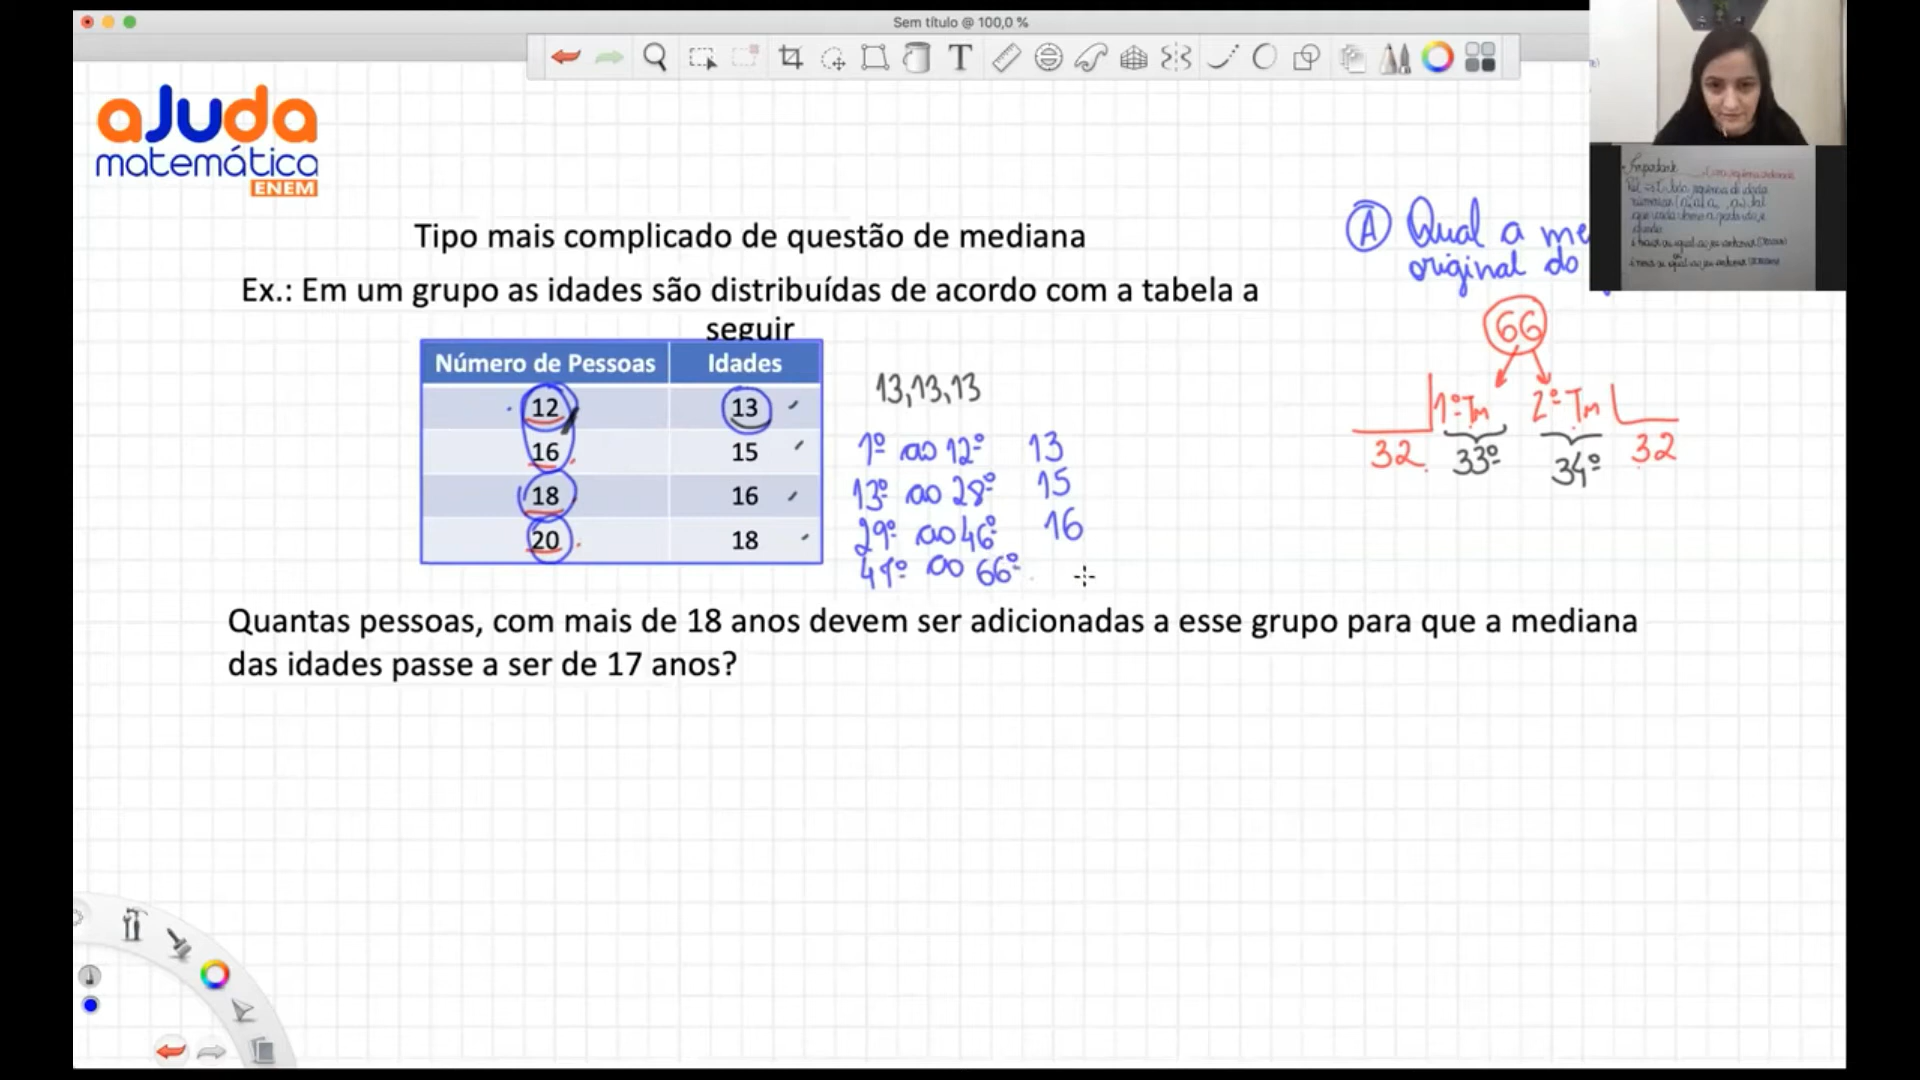 Sem título @ 100,0 %
aJuda
matemática
ENEM
Tipo mais complicado de questão de mediana
Ex.: Em um grupo as idades são distribuídas de acordo com a tabela a
seguir
Número de Pessoas Idades
12 13
16 15
18 16
20 18
13,13,13
1º ao 12º 13
13º ao 28º 15
29º ao 46º 16
47º ao 66º
A Qual a me
original do
66
1º Tm 2º Tm
32 33º 34º 32
Quantas pessoas, com mais de 18 anos devem ser adicionadas a esse grupo para que a mediana
das idades passe a ser de 17 anos?
Importante